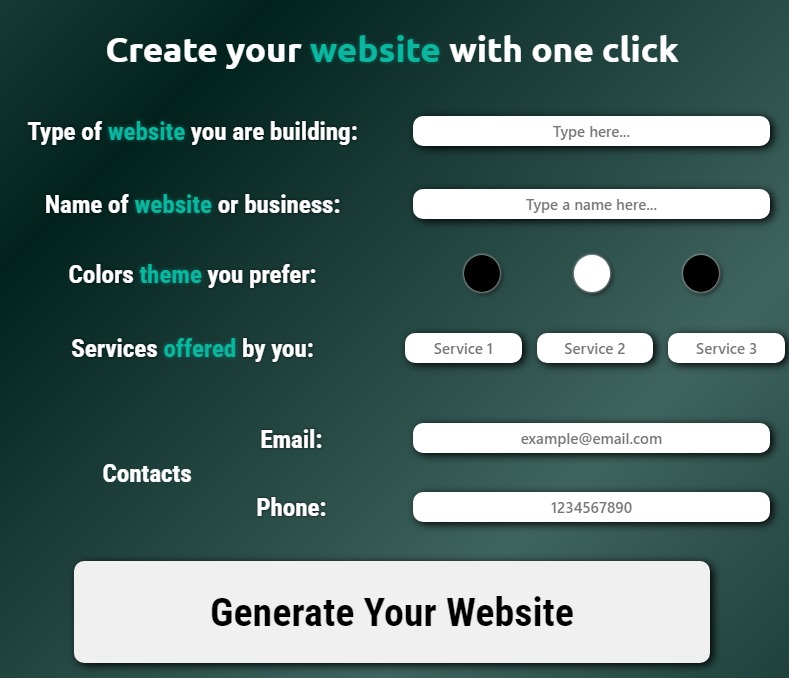 Create your website with one click
Type of website you are building:
Type here...
Name of website or business:
Type a name here...
Colors theme you prefer:
Services offered by you:
Service 1
Service 2
Service 3
Contacts
Email:
example@email.com
Phone:
1234567890
Generate Your Website